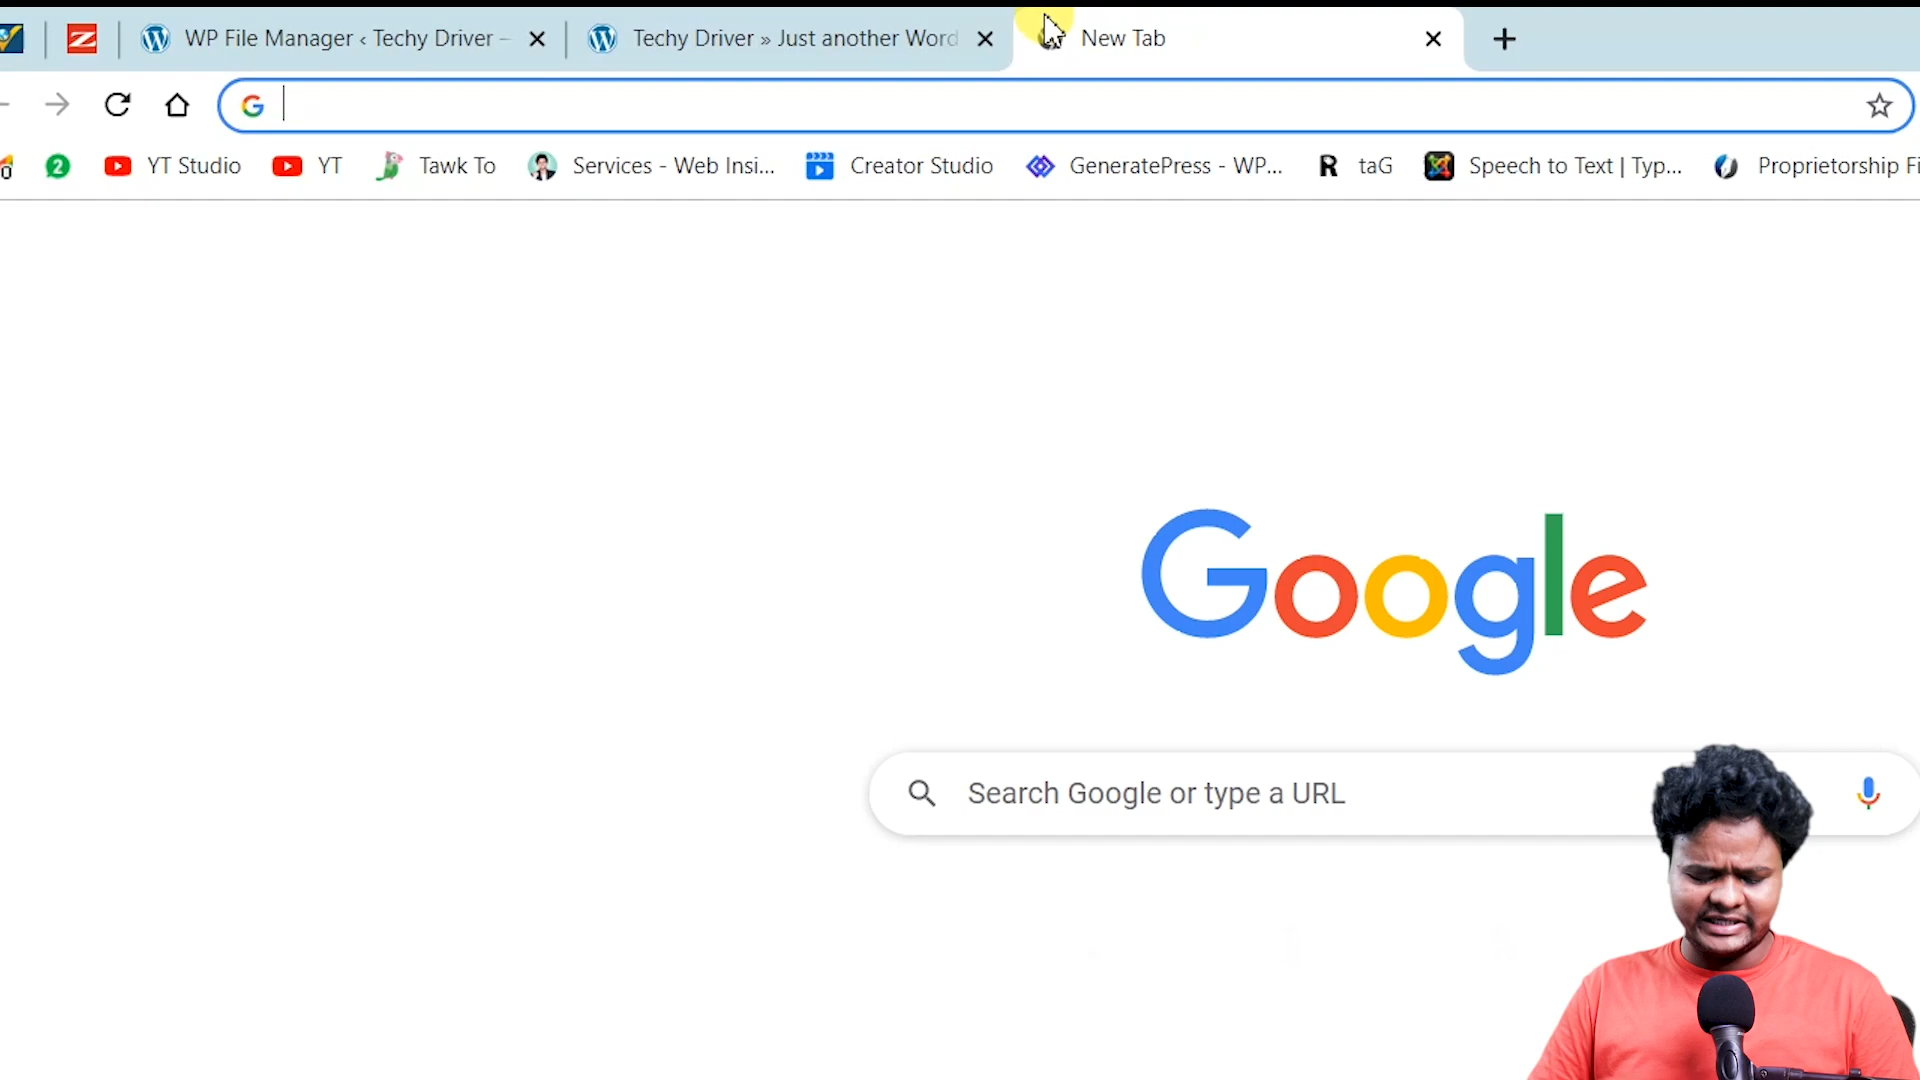 WP File Manager ‹ Techy Driver –
Techy Driver » Just another Word
New Tab
2
YT Studio
YT
Tawk To
Services - Web Insi...
Creator Studio
GeneratePress - WP...
R
taG
Speech to Text | Typ...
Proprietorship Fi
Google
Search Google or type a URL